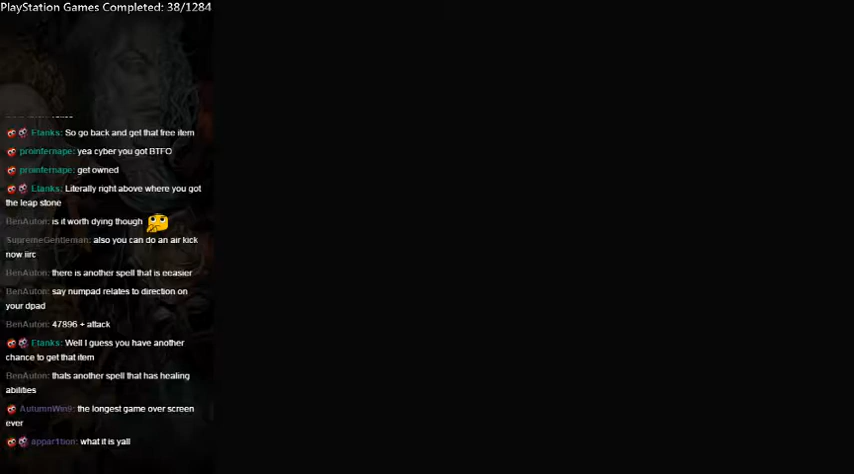 PlayStation Games Completed: 38/1284
Etanks: So go back and get that free item
proinfernape: yea cyber you got BTFO
proinfernape: get owned
Etanks: Literally right above where you got
the leap stone
BenAuton: is it worth dying though
SupremeGentleman: also you can do an air kick
now iirc
BenAuton: there is another spell that is eeasier
BenAuton: say numpad relates to direction on
your dpad
BenAuton: 47896 + attack
Etanks: Well I guess you have another
chance to get that item
BenAuton: thats another spell that has healing
abilities
AutumnWin9: the longest game over screen
ever
appar1tion: what it is yall